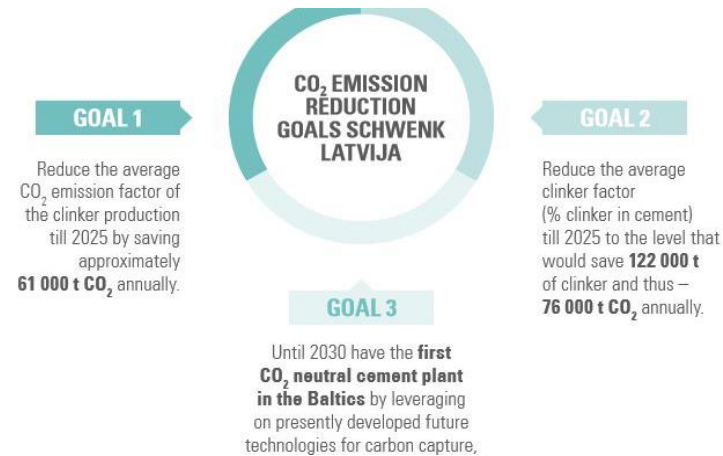 CO₂ EMISSION
REDUCTION
GOALS SCHWENK
LATVIJA
GOAL 1
Reduce the average
CO₂ emission factor of
the clinker production
till 2025 by saving
approximately
61 000 t CO₂ annually.
GOAL 2
Reduce the average
clinker factor
(% clinker in cement)
till 2025 to the level that
would save 122 000 t
of clinker and thus –
76 000 t CO₂ annually.
GOAL 3
Until 2030 have the first
CO₂ neutral cement plant
in the Baltics by leveraging
on presently developed future
technologies for carbon capture,